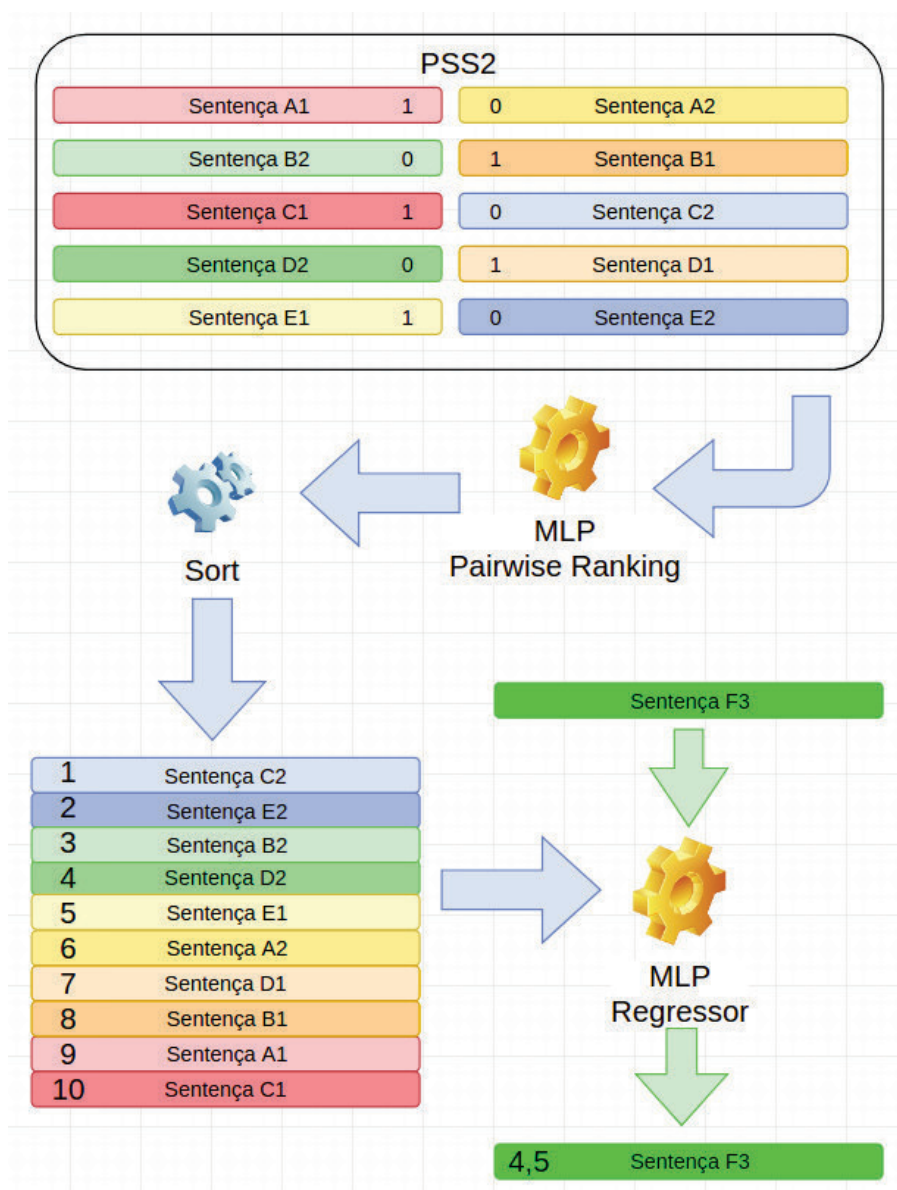 PSS2
Sentença A1 1 0 Sentença A2
Sentença B2 0 1 Sentença B1
Sentença C1 1 0 Sentença C2
Sentença D2 0 1 Sentença D1
Sentença E1 1 0 Sentença E2
MLP
Pairwise Ranking
Sort
Sentença F3
1 Sentença C2
2 Sentença E2
3 Sentença B2
4 Sentença D2
5 Sentença E1
6 Sentença A2
7 Sentença D1
8 Sentença B1
9 Sentença A1
10 Sentença C1
MLP
Regressor
4,5 Sentença F3